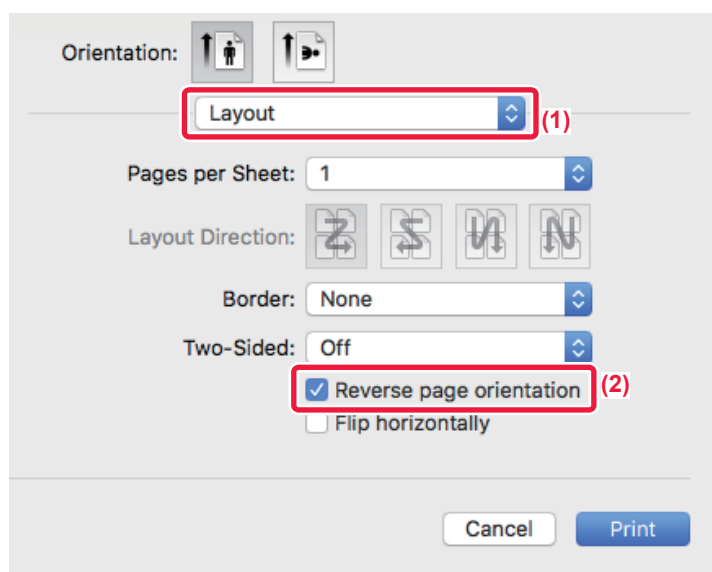 Orientation:
Layout
(1)
Pages per Sheet: 1
Layout Direction:
Border: None
Two-Sided: Off
Reverse page orientation
(2)
Flip horizontally
Cancel Print